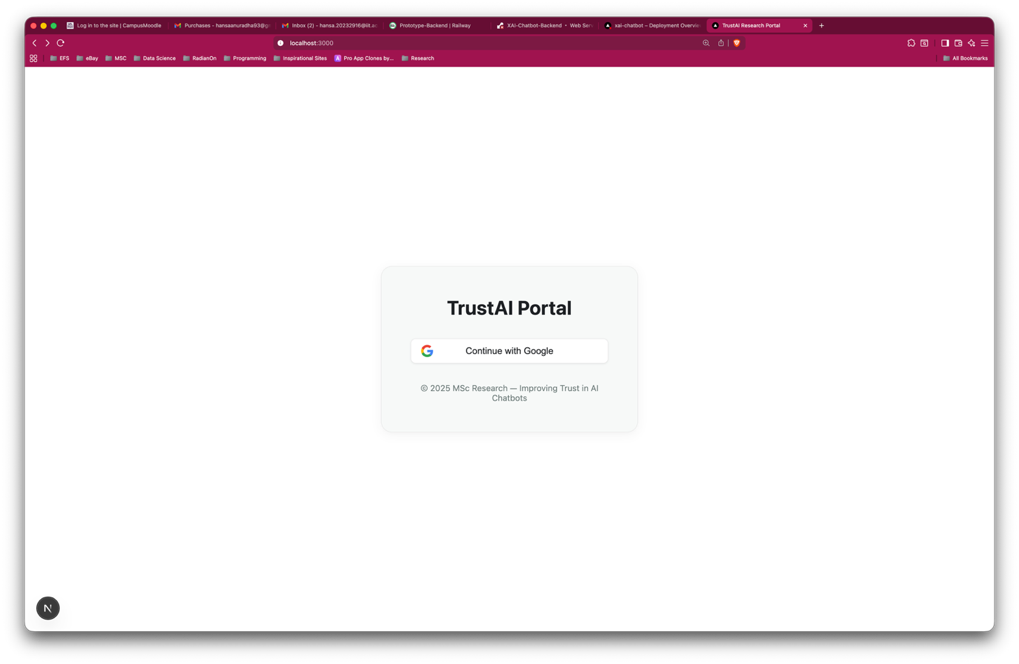 Log in to the site | CampusMoodle
Purchases - hansaanuradha93@g
Inbox (2) - hansa.20232916@iit.a
Prototype-Backend | Railway
XAI-Chatbot-Backend • Web Serv
xai-chatbot – Deployment Overvie
TrustAI Research Portal
localhost:3000
EFS
eBay
MSC
Data Science
RadianOn
Programming
Inspirational Sites
Pro App Clones by...
Research
All Bookmarks
TrustAI Portal
Continue with Google
© 2025 MSc Research — Improving Trust in AI
Chatbots
N